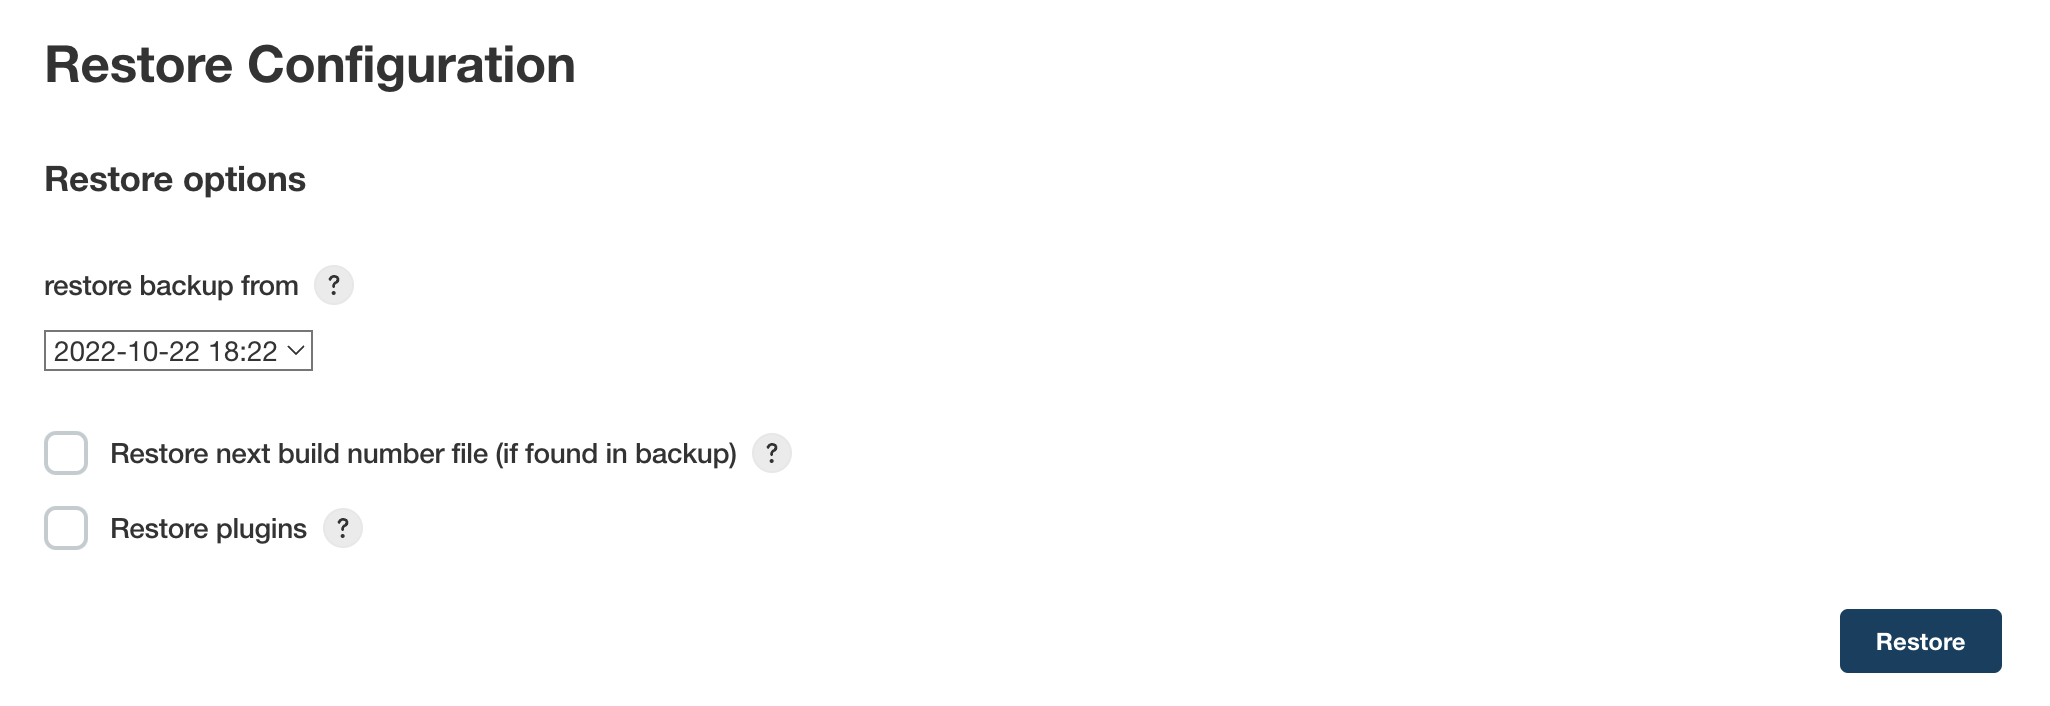 Restore Configuration
Restore options
restore backup from ?
2022-10-22 18:22
Restore next build number file (if found in backup) ?
Restore plugins ?
Restore